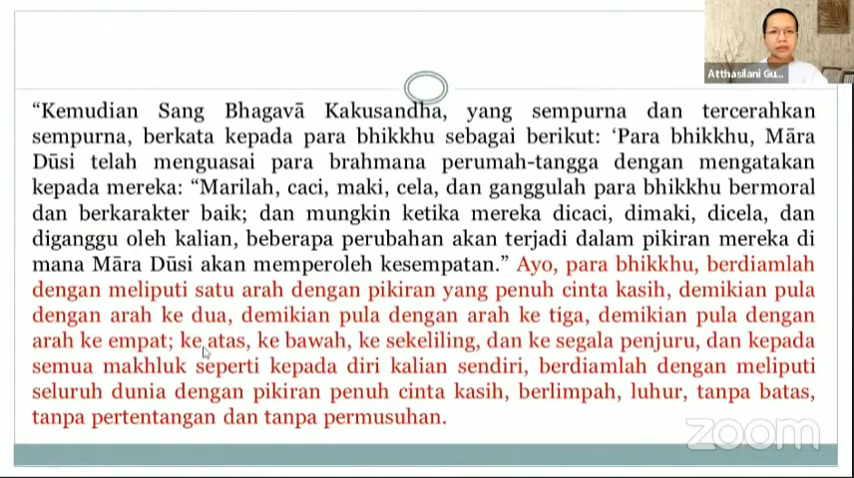 Atthasilani Gu...
“Kemudian Sang Bhagavā Kakusandha, yang sempurna dan tercerahkan
sempurna, berkata kepada para bhikkhu sebagai berikut: ‘Para bhikkhu, Māra
Dūsi telah menguasai para brahmana perumah-tangga dengan mengatakan
kepada mereka: “Marilah, caci, maki, cela, dan ganggulah para bhikkhu bermoral
dan berkarakter baik; dan mungkin ketika mereka dicaci, dimaki, dicela, dan
diganggu oleh kalian, beberapa perubahan akan terjadi dalam pikiran mereka di
mana Māra Dūsi akan memperoleh kesempatan.” Ayo, para bhikkhu, berdiamlah
dengan meliputi satu arah dengan pikiran yang penuh cinta kasih, demikian pula
dengan arah ke dua, demikian pula dengan arah ke tiga, demikian pula dengan
arah ke empat; ke atas, ke bawah, ke sekeliling, dan ke segala penjuru, dan kepada
semua makhluk seperti kepada diri kalian sendiri, berdiamlah dengan meliputi
seluruh dunia dengan pikiran penuh cinta kasih, berlimpah, luhur, tanpa batas,
tanpa pertentangan dan tanpa permusuhan.
zoom